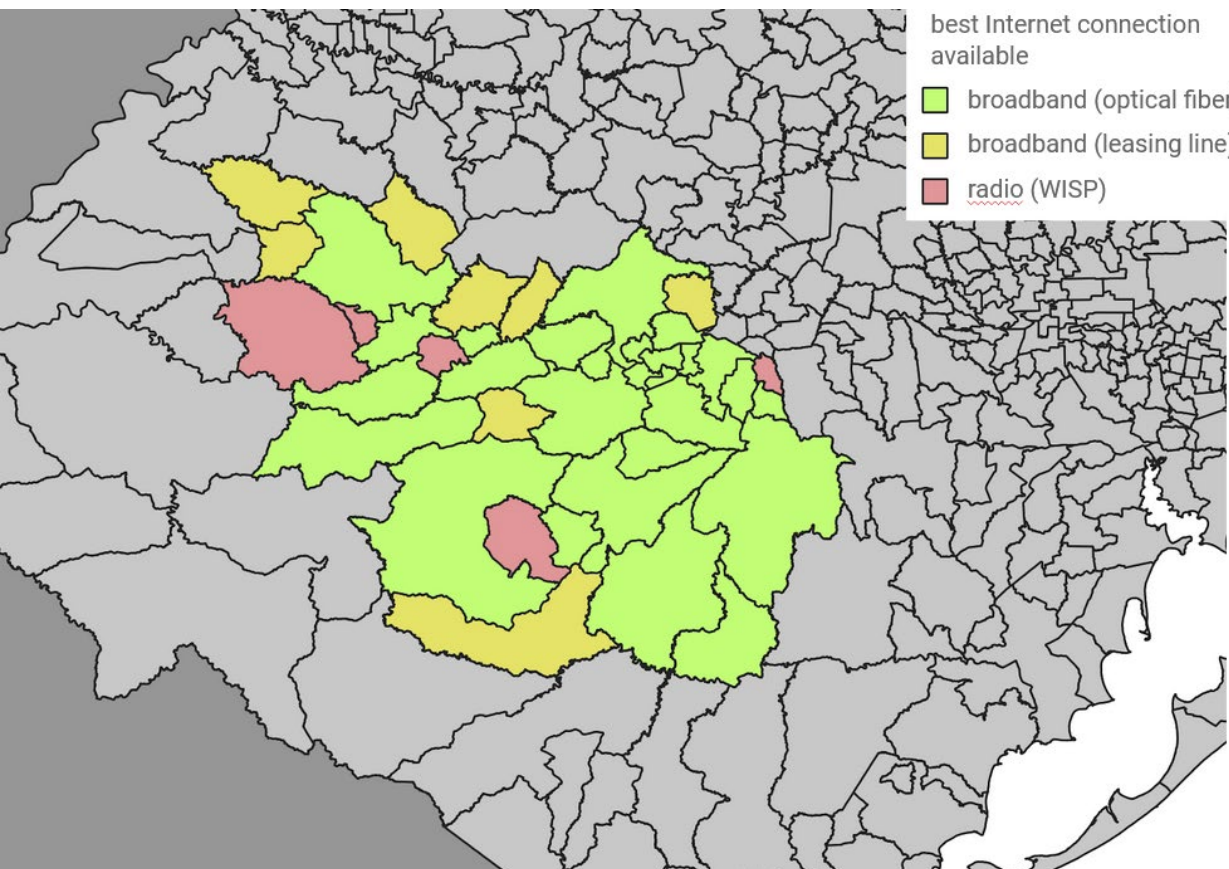 best Internet connection
available
broadband (optical fiber
broadband (leasing line)
radio (WISP)